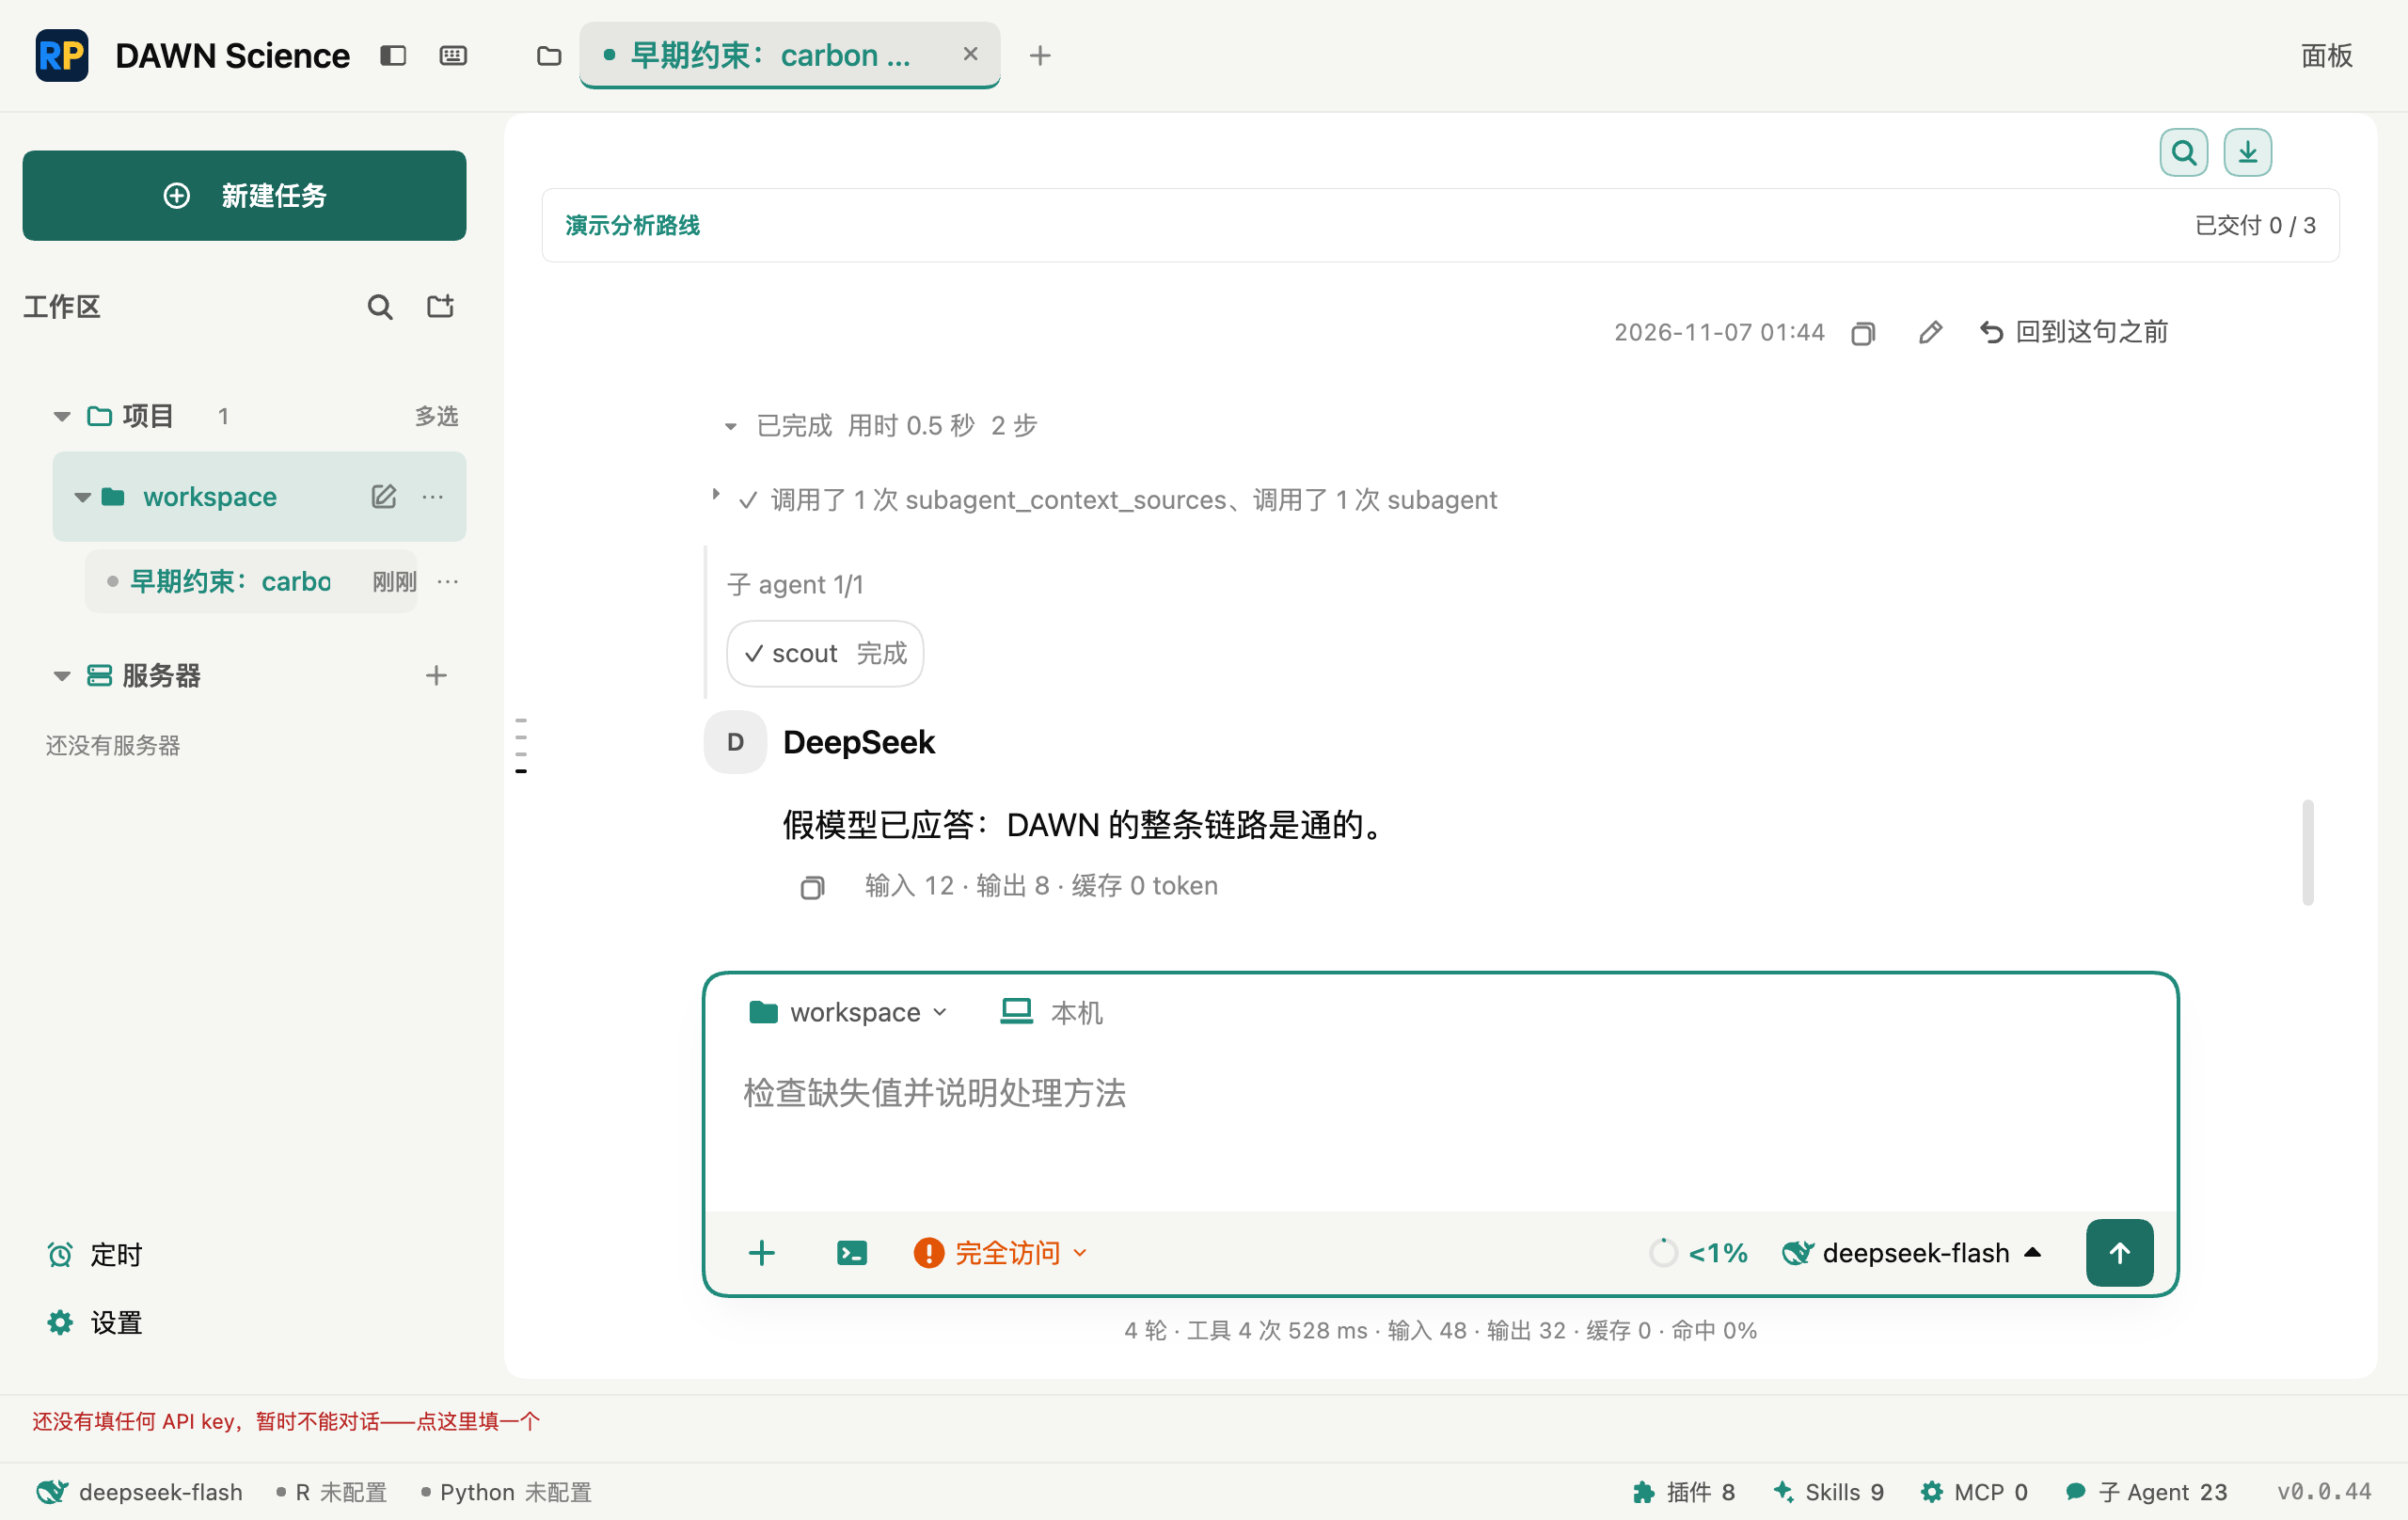 RP DAWN Science
早期约束：carbon ...
面板
新建任务
工作区
项目 1 多选
workspace
早期约束：carbo 刚刚
服务器
还没有服务器
定时
设置
演示分析路线 已交付 0 / 3
2026-11-07 01:44 回到这句之前
已完成 用时 0.5 秒 2 步
调用了 1 次 subagent_context_sources、调用了 1 次 subagent
子 agent 1/1
scout 完成
D DeepSeek
假模型已应答：DAWN 的整条链路是通的。
输入 12 · 输出 8 · 缓存 0 token
workspace 本机
检查缺失值并说明处理方法
完全访问 <1% deepseek-flash
4 轮 · 工具 4 次 528 ms · 输入 48 · 输出 32 · 缓存 0 · 命中 0%
还没有填任何 API key，暂时不能对话——点这里填一个
deepseek-flash R 未配置 Python 未配置 插件 8 Skills 9 MCP 0 子 Agent 23 v0.0.44